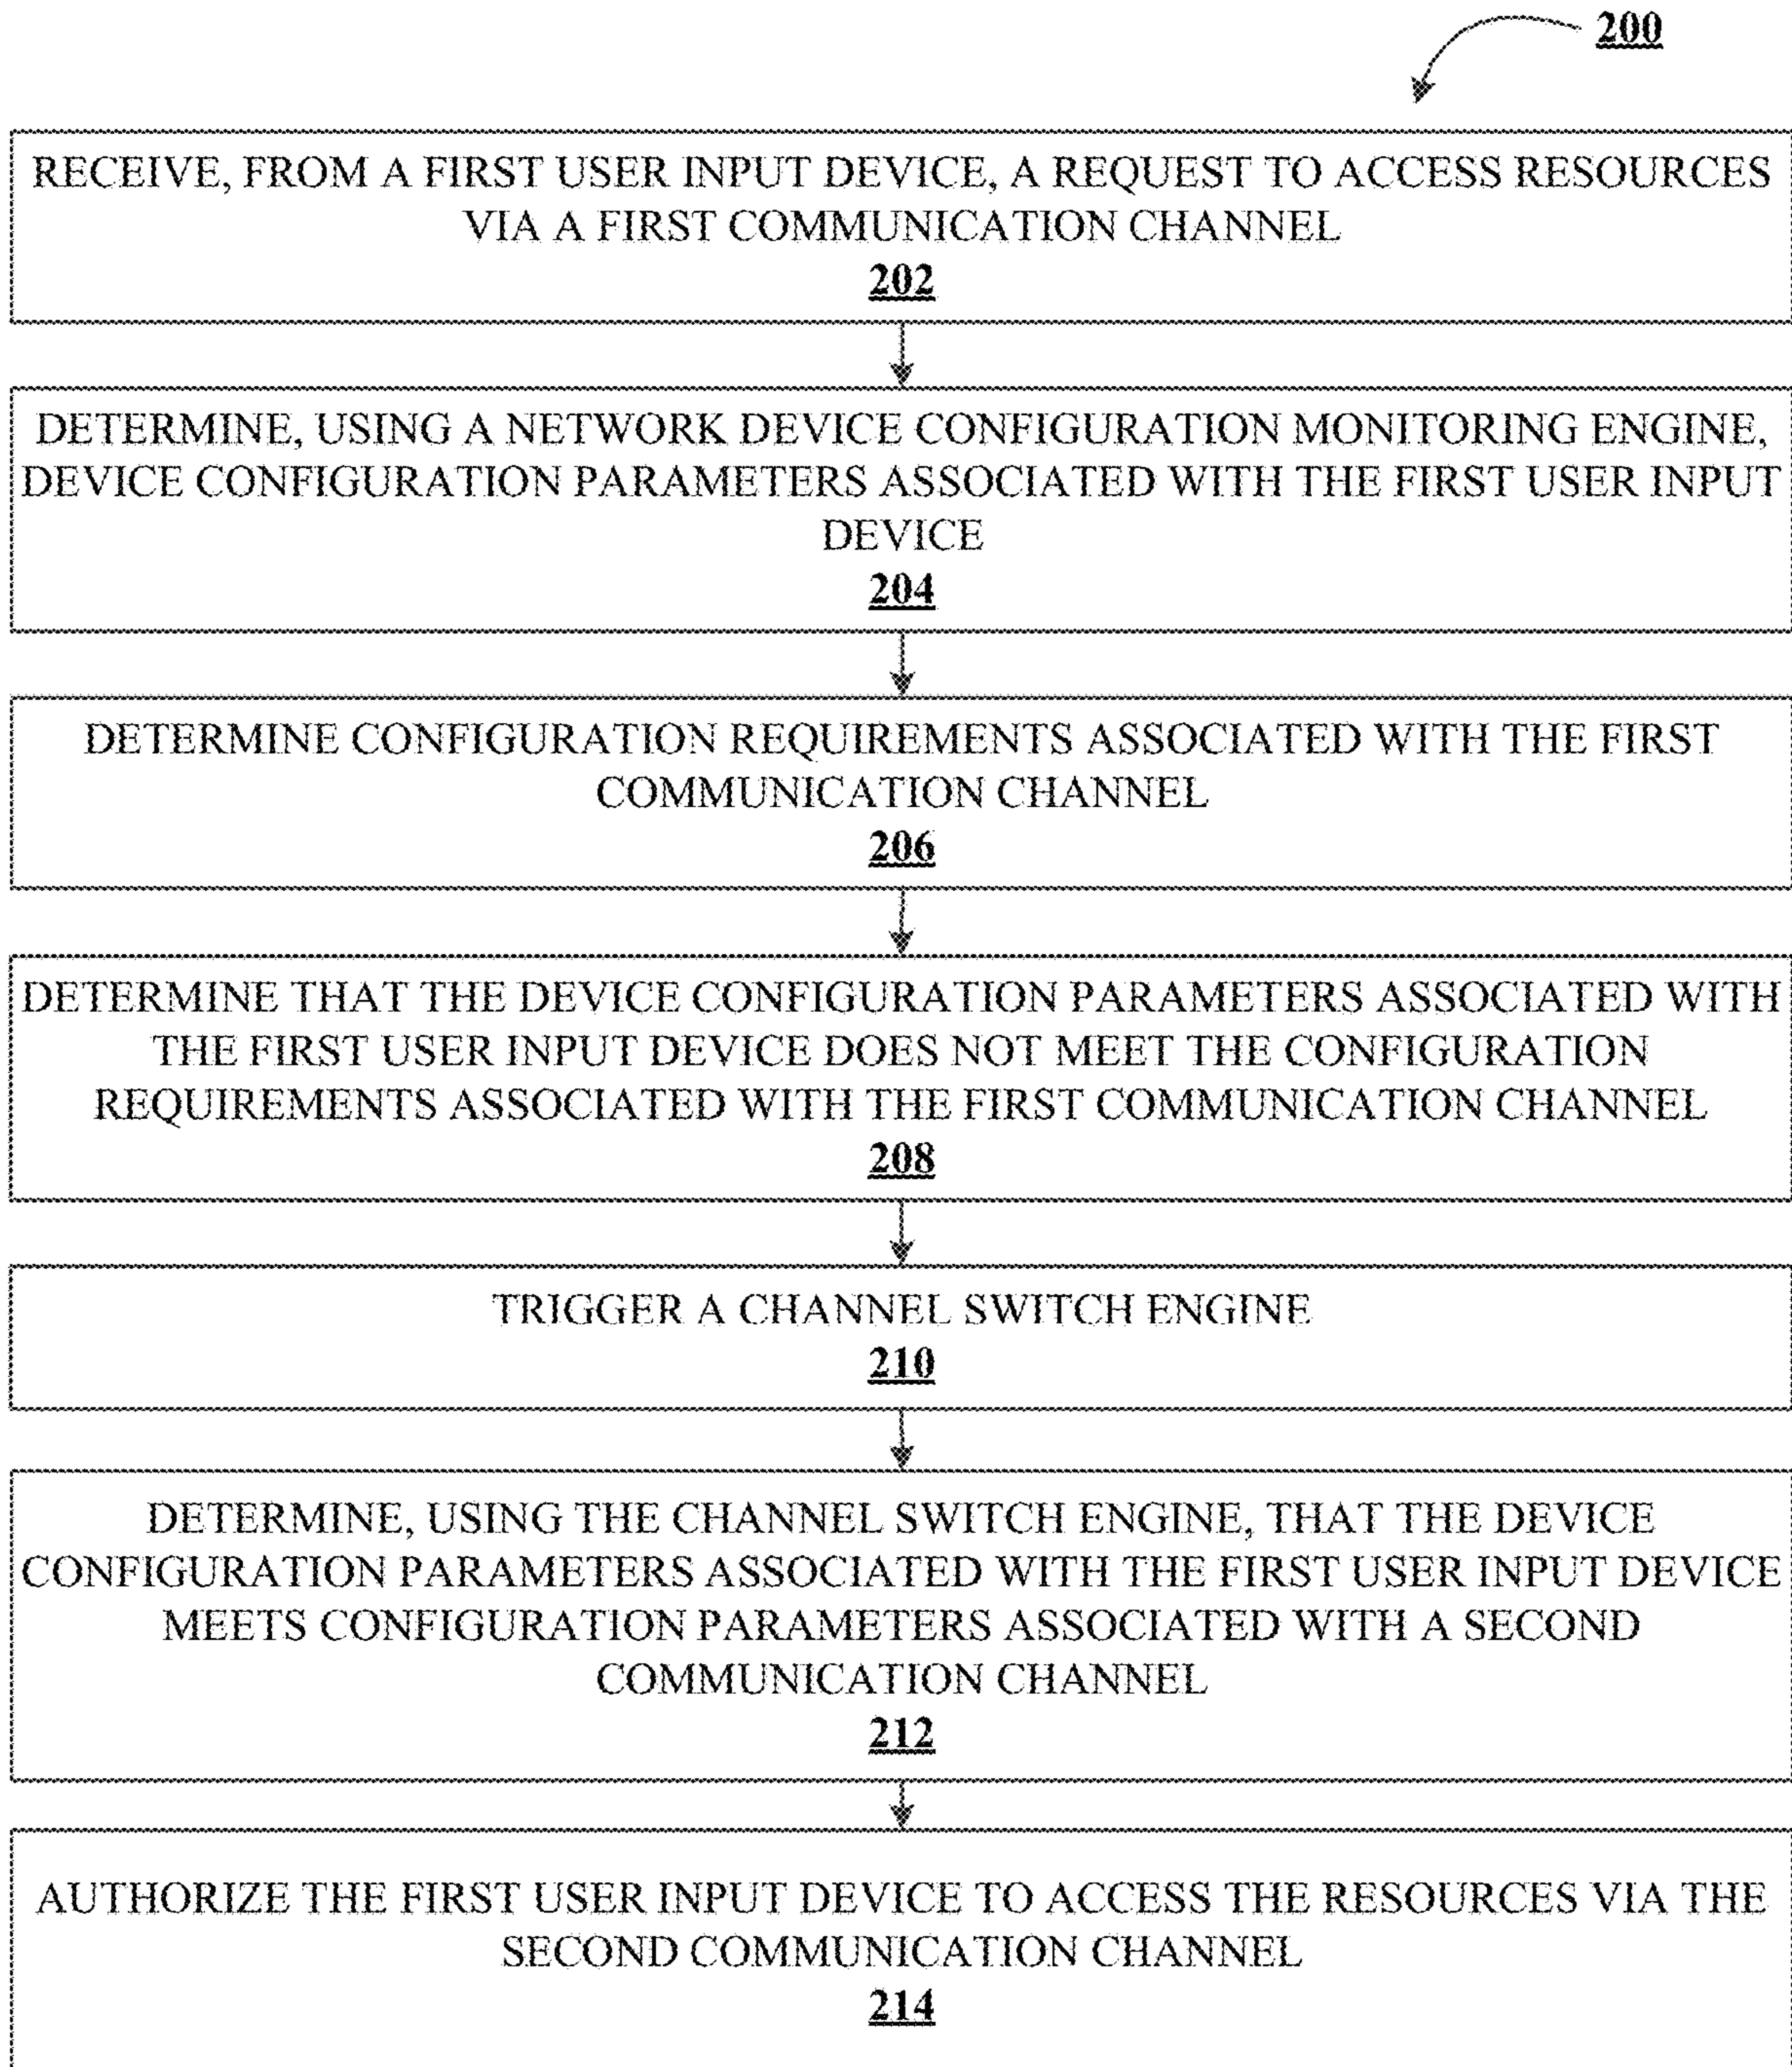 200
RECEIVE, FROM A FIRST USER INPUT DEVICE, A REQUEST TO ACCESS RESOURCES
VIA A FIRST COMMUNICATION CHANNEL
202
DETERMINE, USING A NETWORK DEVICE CONFIGURATION MONITORING ENGINE,
DEVICE CONFIGURATION PARAMETERS ASSOCIATED WITH THE FIRST USER INPUT
DEVICE
204
DETERMINE CONFIGURATION REQUIREMENTS ASSOCIATED WITH THE FIRST
COMMUNICATION CHANNEL
206
DETERMINE THAT THE DEVICE CONFIGURATION PARAMETERS ASSOCIATED WITH
THE FIRST USER INPUT DEVICE DOES NOT MEET THE CONFIGURATION
REQUIREMENTS ASSOCIATED WITH THE FIRST COMMUNICATION CHANNEL
208
TRIGGER A CHANNEL SWITCH ENGINE
210
DETERMINE, USING THE CHANNEL SWITCH ENGINE, THAT THE DEVICE
CONFIGURATION PARAMETERS ASSOCIATED WITH THE FIRST USER INPUT DEVICE
MEETS CONFIGURATION PARAMETERS ASSOCIATED WITH A SECOND
COMMUNICATION CHANNEL
212
AUTHORIZE THE FIRST USER INPUT DEVICE TO ACCESS THE RESOURCES VIA THE
SECOND COMMUNICATION CHANNEL
214